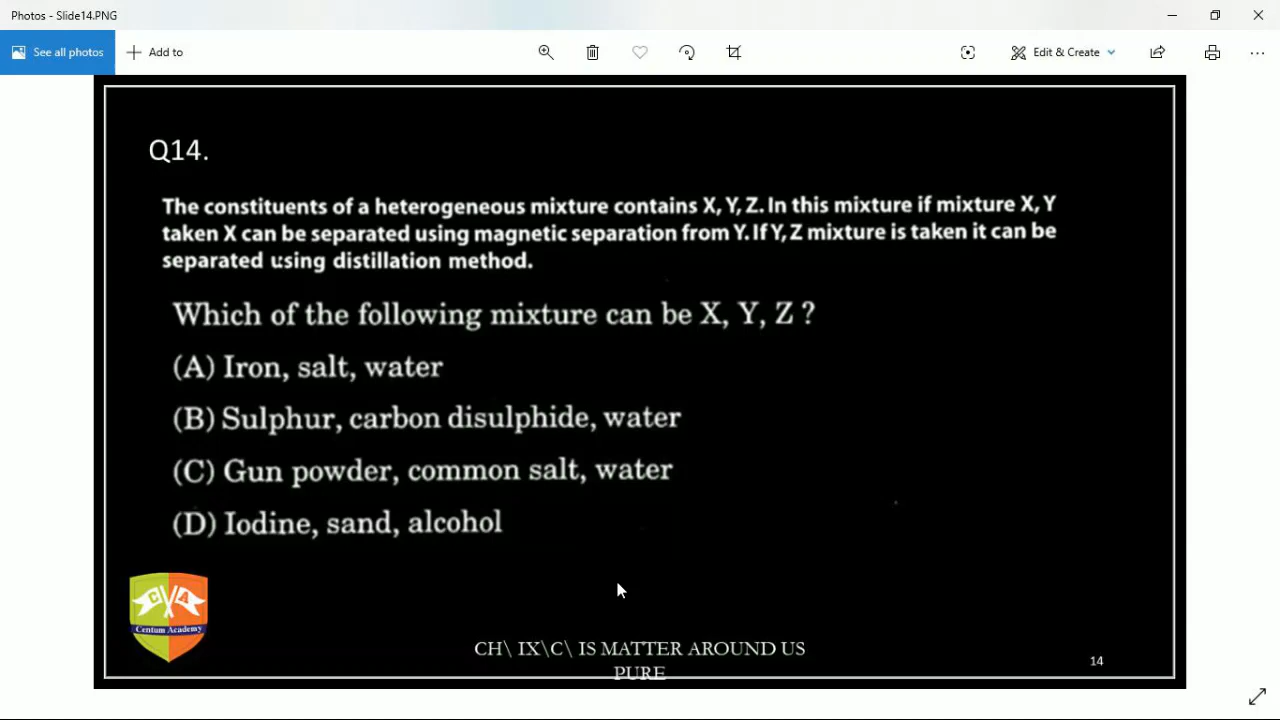 Photos - Slide14.PNG
See all photos
Add to
Edit & Create
Q14.
The constituents of a heterogeneous mixture contains X, Y, Z. In this mixture if mixture X, Y
taken X can be separated using magnetic separation from Y. If Y, Z mixture is taken it can be
separated using distillation method.
Which of the following mixture can be X, Y, Z ?
(A) Iron, salt, water
(B) Sulphur, carbon disulphide, water
(C) Gun powder, common salt, water
(D) Iodine, sand, alcohol
C A
Centum Academy
CH\ IX\C\ IS MATTER AROUND US
PURE
14